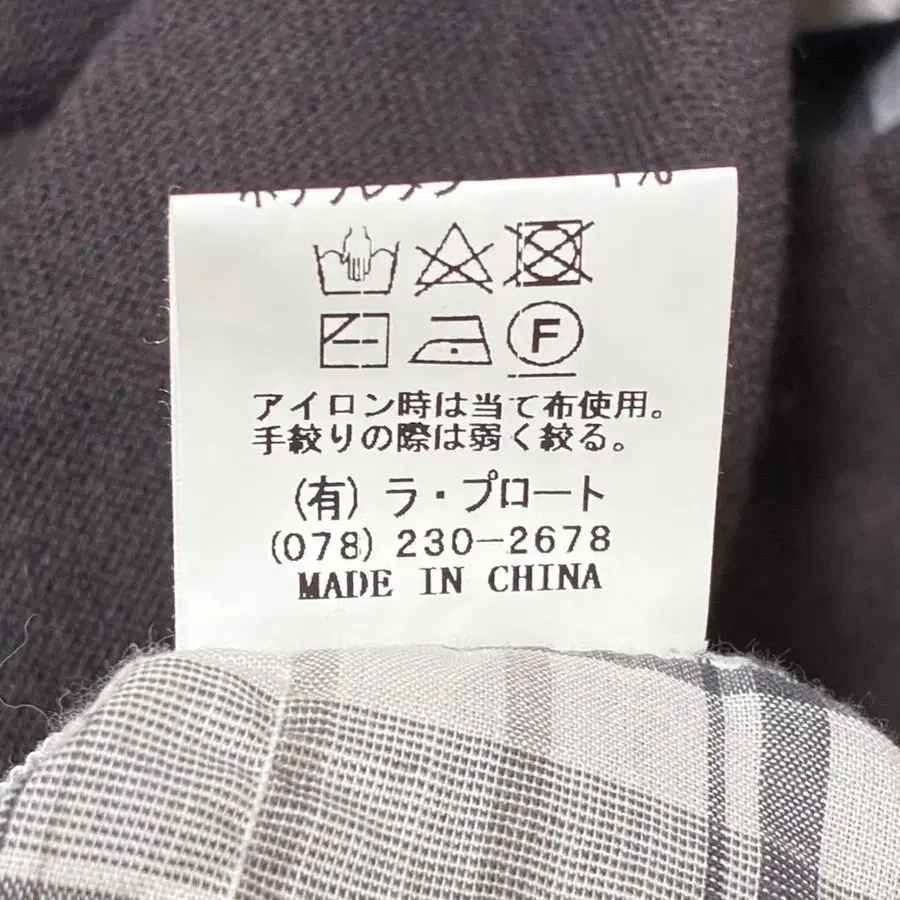 F
アイロン時は当て布使用。
手絞りの際は弱く絞る。
(有) ラ・プロート
(078) 230-2678
MADE IN CHINA